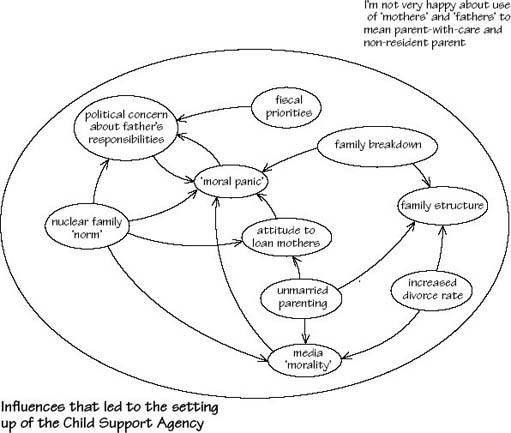 I'm not very happy about use
of 'mothers' and 'fathers' to
mean parent-with-care and
non-resident parent
political concern
about father's
responsibilities
fiscal
priorities
family breakdown
'moral panic'
family structure
nuclear family
'norm'
attitude to
loan mothers
unmarried
parenting
increased
divorce rate
media
'morality'
Influences that led to the setting
up of the Child Support Agency